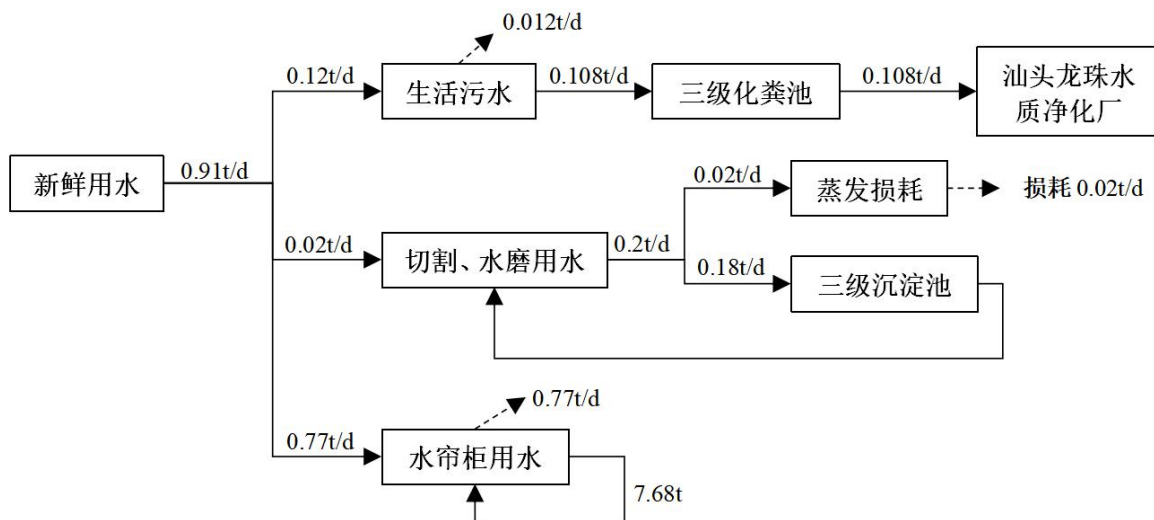 0.012t/d
0.12t/d
生活污水
0.108t/d
三级化粪池
0.108t/d
汕头龙珠水
质净化厂
新鲜用水
0.91t/d
0.02t/d
蒸发损耗
损耗 0.02t/d
0.02t/d
切割、水磨用水
0.2t/d
0.18t/d
三级沉淀池
0.77t/d
0.77t/d
水帘柜用水
7.68t